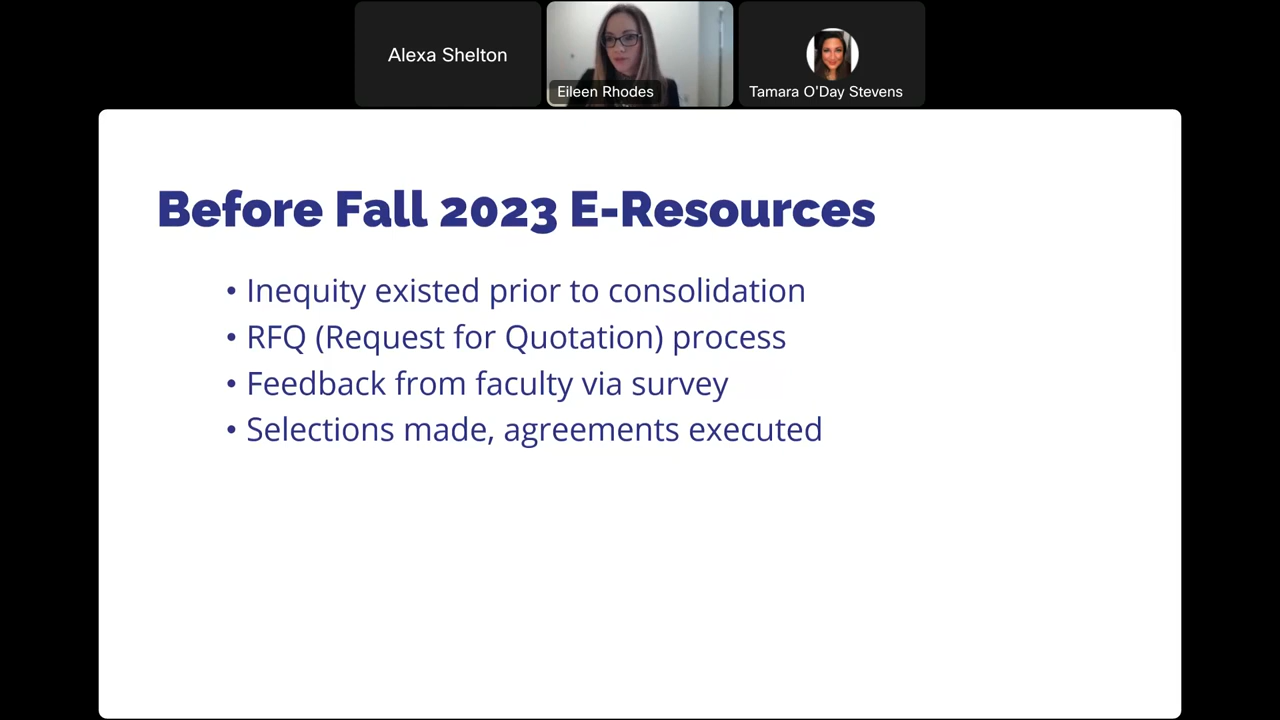 Alexa Shelton
Eileen Rhodes
Tamara O'Day Stevens
Before Fall 2023 E-Resources
• Inequity existed prior to consolidation
• RFQ (Request for Quotation) process
• Feedback from faculty via survey
• Selections made, agreements executed